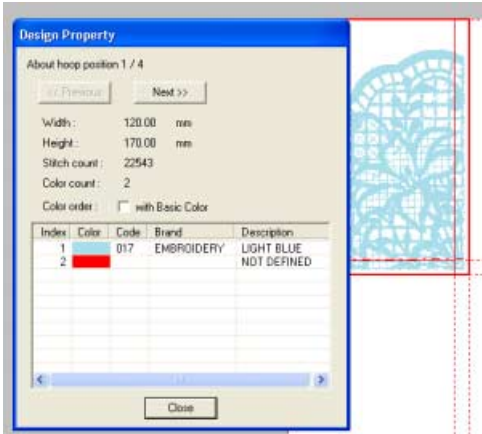 Design Property
About hoop position 1 / 4
<< Previous Next >>
Width : 120.00 mm
Height : 170.00 mm
Stitch count : 22543
Color count : 2
Color order : with Basic Color
Index Color Code Brand Description
1 017 EMBROIDERY LIGHT BLUE
2 NOT DEFINED
Close